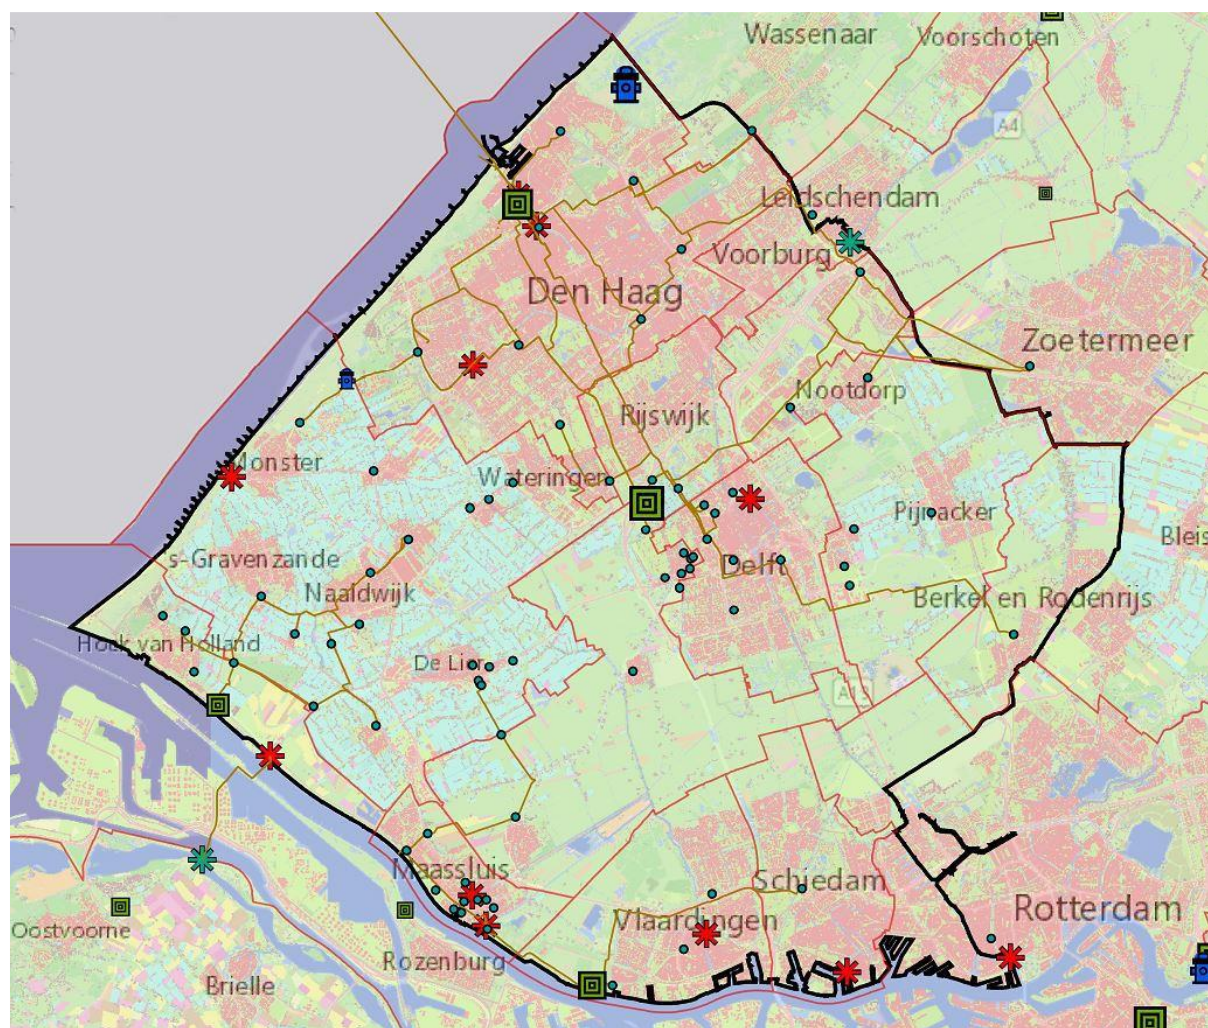 Wassenaar
Voorschoten
A4
Leidschendam
Voorburg
Den Haag
Zoetermeer
Nootdorp
Rijswijk
Monster
Wateringen
Pijnacker
Bleis
s-Gravenzande
Delft
Naaldwijk
Berkel en Rodenrijs
Hoek van Holland
De Lier
Maassluis
Schiedam
Vlaardingen
Rotterdam
Oostvoorne
Rozenburg
Brielle